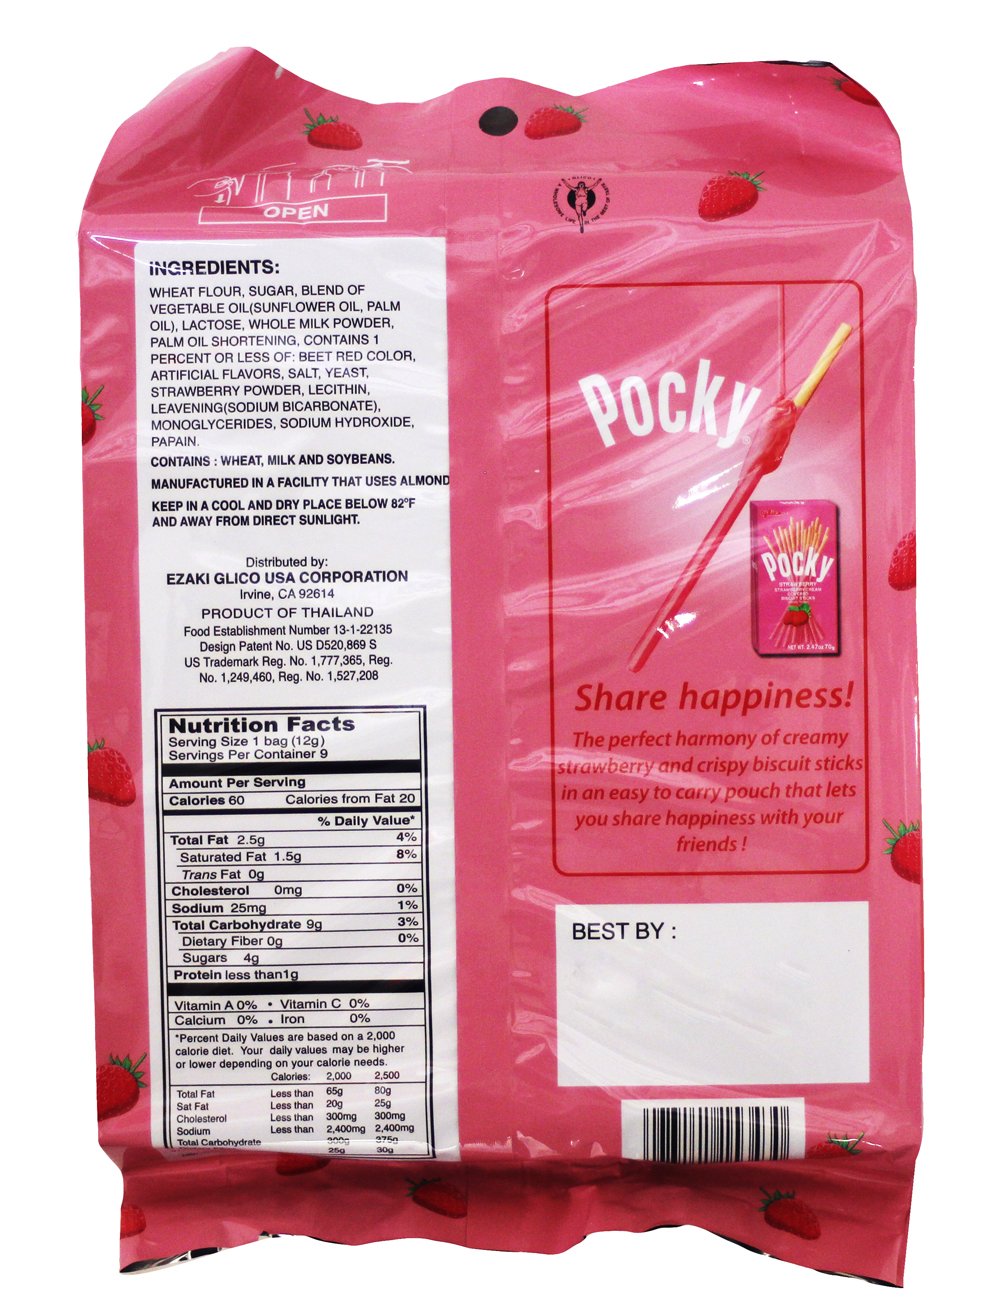 OPEN
GLICO
A WHOLESOME LIFE IN THE BEST OF TASTE
INGREDIENTS:
WHEAT FLOUR, SUGAR, BLEND OF
VEGETABLE OIL(SUNFLOWER OIL, PALM
OIL), LACTOSE, WHOLE MILK POWDER,
PALM OIL SHORTENING, CONTAINS 1
PERCENT OR LESS OF: BEET RED COLOR,
ARTIFICIAL FLAVORS, SALT, YEAST,
STRAWBERRY POWDER, LECITHIN,
LEAVENING(SODIUM BICARBONATE),
MONOGLYCERIDES, SODIUM HYDROXIDE,
PAPAIN.
CONTAINS : WHEAT, MILK AND SOYBEANS.
MANUFACTURED IN A FACILITY THAT USES ALMOND
KEEP IN A COOL AND DRY PLACE BELOW 82°F
AND AWAY FROM DIRECT SUNLIGHT.
Distributed by:
EZAKI GLICO USA CORPORATION
Irvine, CA 92614
PRODUCT OF THAILAND
Food Establishment Number 13-1-22135
Design Patent No. US D520,869 S
US Trademark Reg. No. 1,777,365, Reg.
No. 1,249,460, Reg. No. 1,527,208
Nutrition Facts
Serving Size 1 bag (12g)
Servings Per Container 9
Amount Per Serving
Calories 60 Calories from Fat 20
% Daily Value*
Total Fat 2.5g 4%
Saturated Fat 1.5g 8%
Trans Fat 0g
Cholesterol 0mg 0%
Sodium 25mg 1%
Total Carbohydrate 9g 3%
Dietary Fiber 0g 0%
Sugars 4g
Protein less than1g
Vitamin A 0% • Vitamin C 0%
Calcium 0% • Iron 0%
*Percent Daily Values are based on a 2,000
calorie diet. Your daily values may be higher
or lower depending on your calorie needs.
Calories: 2,000 2,500
Total Fat Less than 65g 80g
Sat Fat Less than 20g 25g
Cholesterol Less than 300mg 300mg
Sodium Less than 2,400mg 2,400mg
Total Carbohydrate 300g 375g
25g 30g
Pocky®
Pocky
STRAWBERRY
STRAWBERRY CREAM
COVERED
BISCUIT STICKS
NET WT. 2.47oz 70g
Share happiness!
The perfect harmony of creamy
strawberry and crispy biscuit sticks
in an easy to carry pouch that lets
you share happiness with your
friends !
BEST BY :